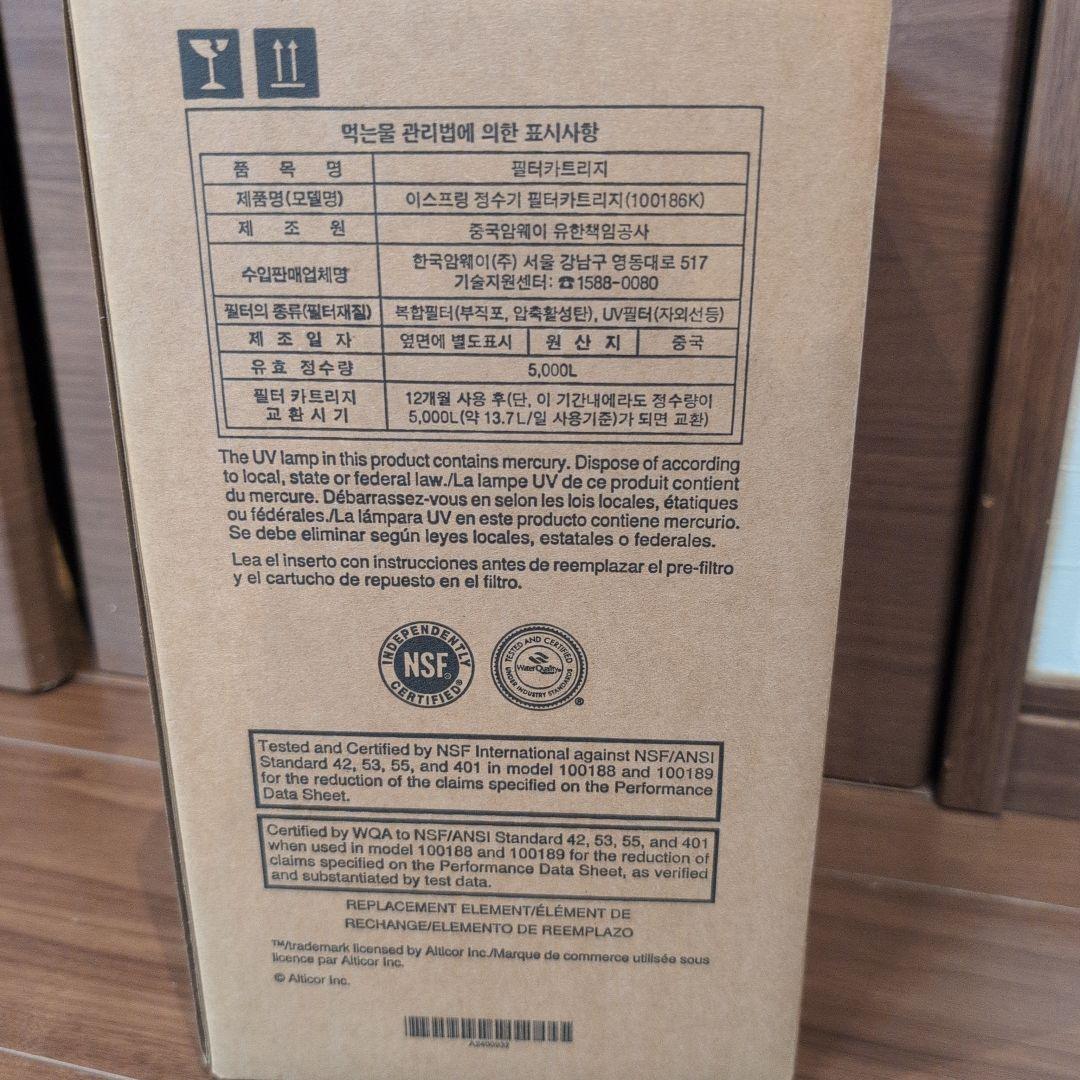 먹는물 관리법에 의한 표시사항
품 목 명 필터카트리지
제품명(모델명) 이스프링 정수기 필터카트리지(100186K)
제 조 원 중국암웨이 유한책임공사
수입판매업체명 한국암웨이(주) 서울 강남구 영동대로 517
기술지원센터: ☎1588-0080
필터의 종류(필터재질) 복합필터(부직포, 압축활성탄), UV필터(자외선등)
제 조 일 자 옆면에 별도표시 원 산 지 중국
유효 정수량 5,000L
필터 카트리지 12개월 사용 후(단, 이 기간내에라도 정수량이
교 환 시 기 5,000L(약 13.7L/일 사용기준)가 되면 교환)
The UV lamp in this product contains mercury. Dispose of according
to local, state or federal law./La lampe UV de ce produit contient
du mercure. Débarrassez-vous en selon les lois locales, étatiques
ou fédérales./La lámpara UV en este producto contiene mercurio.
Se debe eliminar según leyes locales, estatales o federales.
Lea el inserto con instrucciones antes de reemplazar el pre-filtro
y el cartucho de repuesto en el filtro.
INDEPENDENTLY
NSF®
CERTIFIED®
TESTED AND CERTIFIED
WaterQuality
UNDER INDUSTRY STANDARDS
®
Tested and Certified by NSF International against NSF/ANSI
Standard 42, 53, 55, and 401 in model 100188 and 100189
for the reduction of the claims specified on the Performance
Data Sheet.
Certified by WQA to NSF/ANSI Standard 42, 53, 55, and 401
when used in model 100188 and 100189 for the reduction of
claims specified on the Performance Data Sheet, as verified
and substantiated by test data.
REPLACEMENT ELEMENT/ÉLÉMENT DE
RECHANGE/ELEMENTO DE REEMPLAZO
™/trademark licensed by Alticor Inc./Marque de commerce utilisée sous
licence par Alticor Inc.
© Alticor Inc.